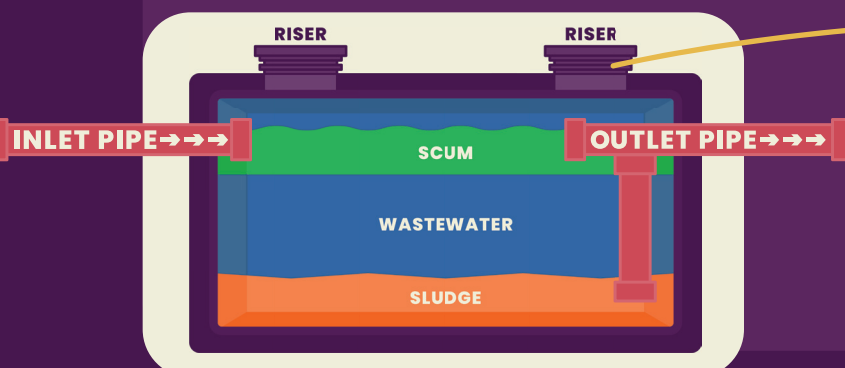 RISER
RISER
INLET PIPE→→→
OUTLET PIPE→→→
SCUM
WASTEWATER
SLUDGE